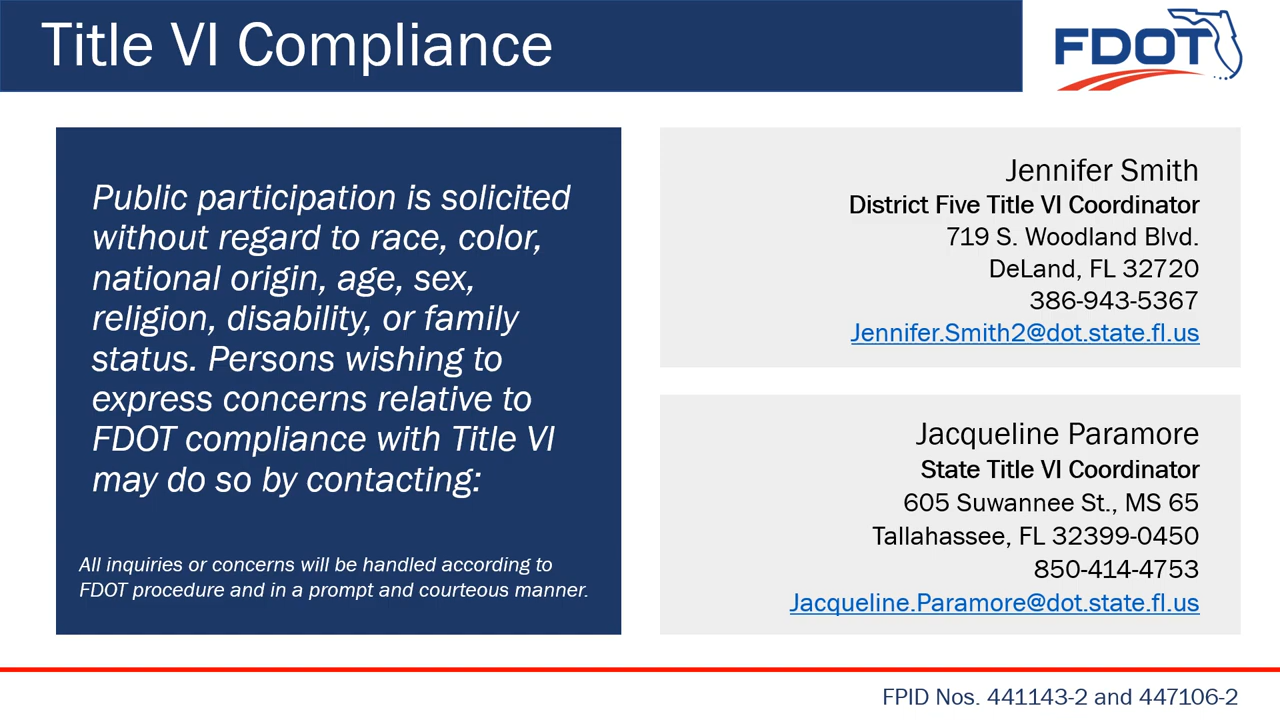 Title VI Compliance
FDOT
Public participation is solicited
without regard to race, color,
national origin, age, sex,
religion, disability, or family
status. Persons wishing to
express concerns relative to
FDOT compliance with Title VI
may do so by contacting:
All inquiries or concerns will be handled according to
FDOT procedure and in a prompt and courteous manner.
Jennifer Smith
District Five Title VI Coordinator
719 S. Woodland Blvd.
DeLand, FL 32720
386-943-5367
Jennifer.Smith2@dot.state.fl.us
Jacqueline Paramore
State Title VI Coordinator
605 Suwannee St., MS 65
Tallahassee, FL 32399-0450
850-414-4753
Jacqueline.Paramore@dot.state.fl.us
FPID Nos. 441143-2 and 447106-2